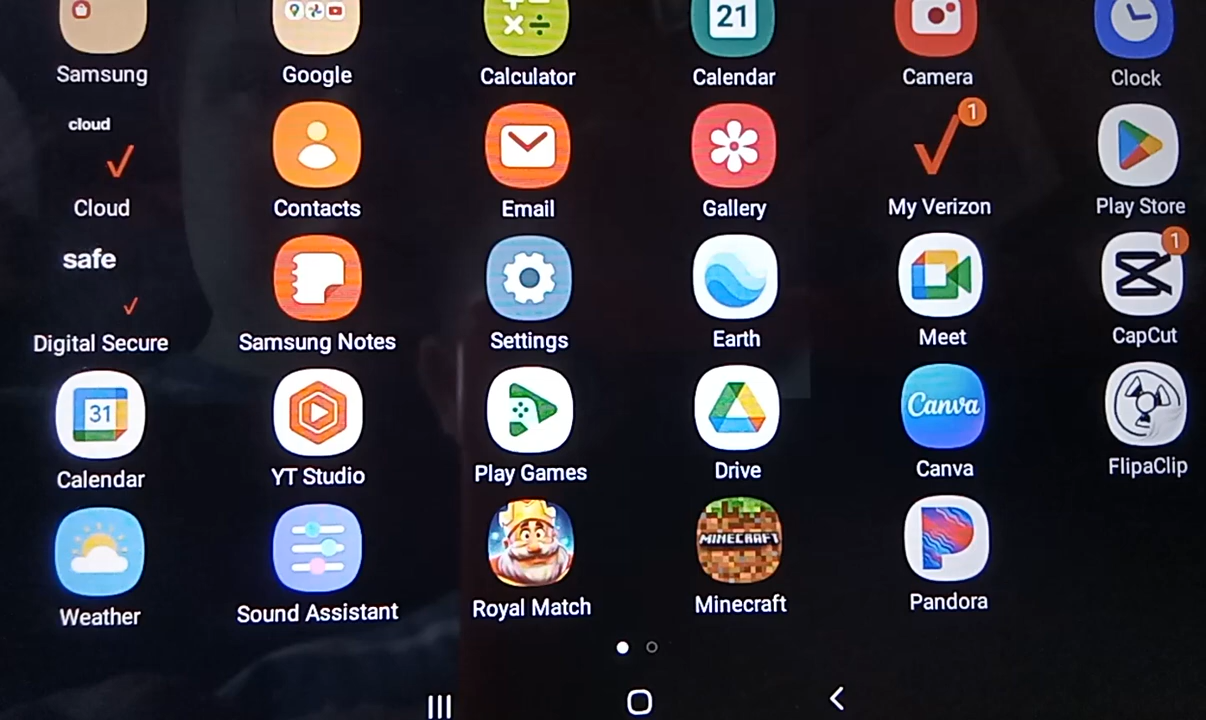 21
Samsung
Google
Calculator
Calendar
Camera
Clock
cloud
1
Cloud
Contacts
Email
Gallery
My Verizon
Play Store
safe
1
Digital Secure
Samsung Notes
Settings
Earth
Meet
CapCut
31
Canva
Calendar
YT Studio
Play Games
Drive
Canva
FlipaClip
MINECRAFT
Weather
Sound Assistant
Royal Match
Minecraft
Pandora